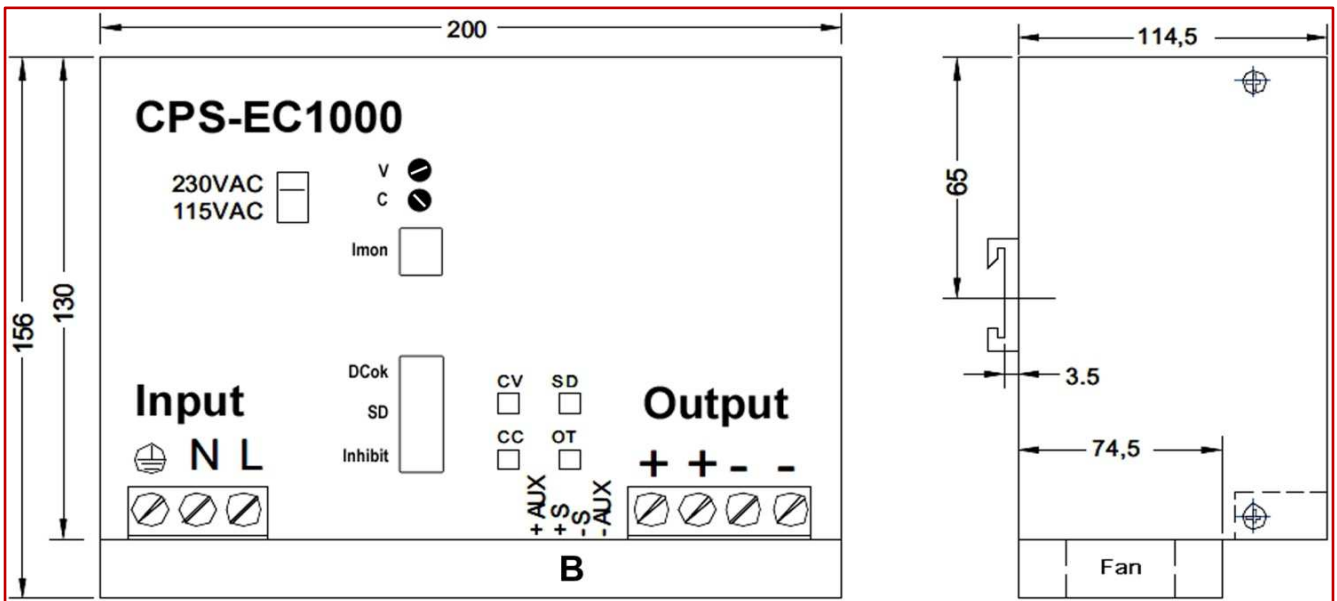 200
114,5
CPS-EC1000
V
230VAC
C
115VAC
65
Imon
156
130
DCok
3.5
CV SD
Input
SD
Output
CC OT
N L
Inhibit
+ + - -
74,5
+AUX
+S
-S
-AUX
B
Fan